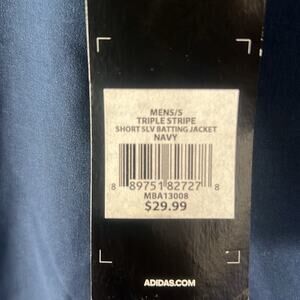 MENS/S
TRIPLE STRIPE
SHORT SLV BATTING JACKET
NAVY
8 89751 82727 8
MBA13008
$29.99
ADIDAS.COM